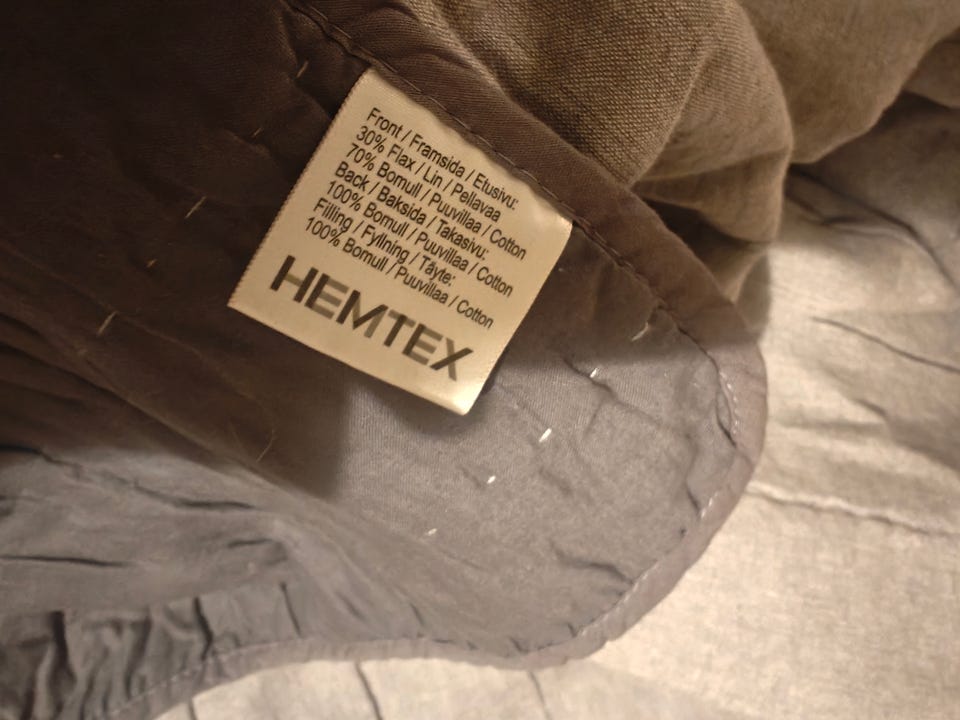 Front / Framsida / Etusivu:
30% Flax / Lin / Pellavaa
70% Bomull / Puuvillaa / Cotton
Back / Baksida / Takasivu:
100% Bomull / Puuvillaa / Cotton
Filling / Fyllning / Täyte:
100% Bomull / Puuvillaa / Cotton
HEMTEX